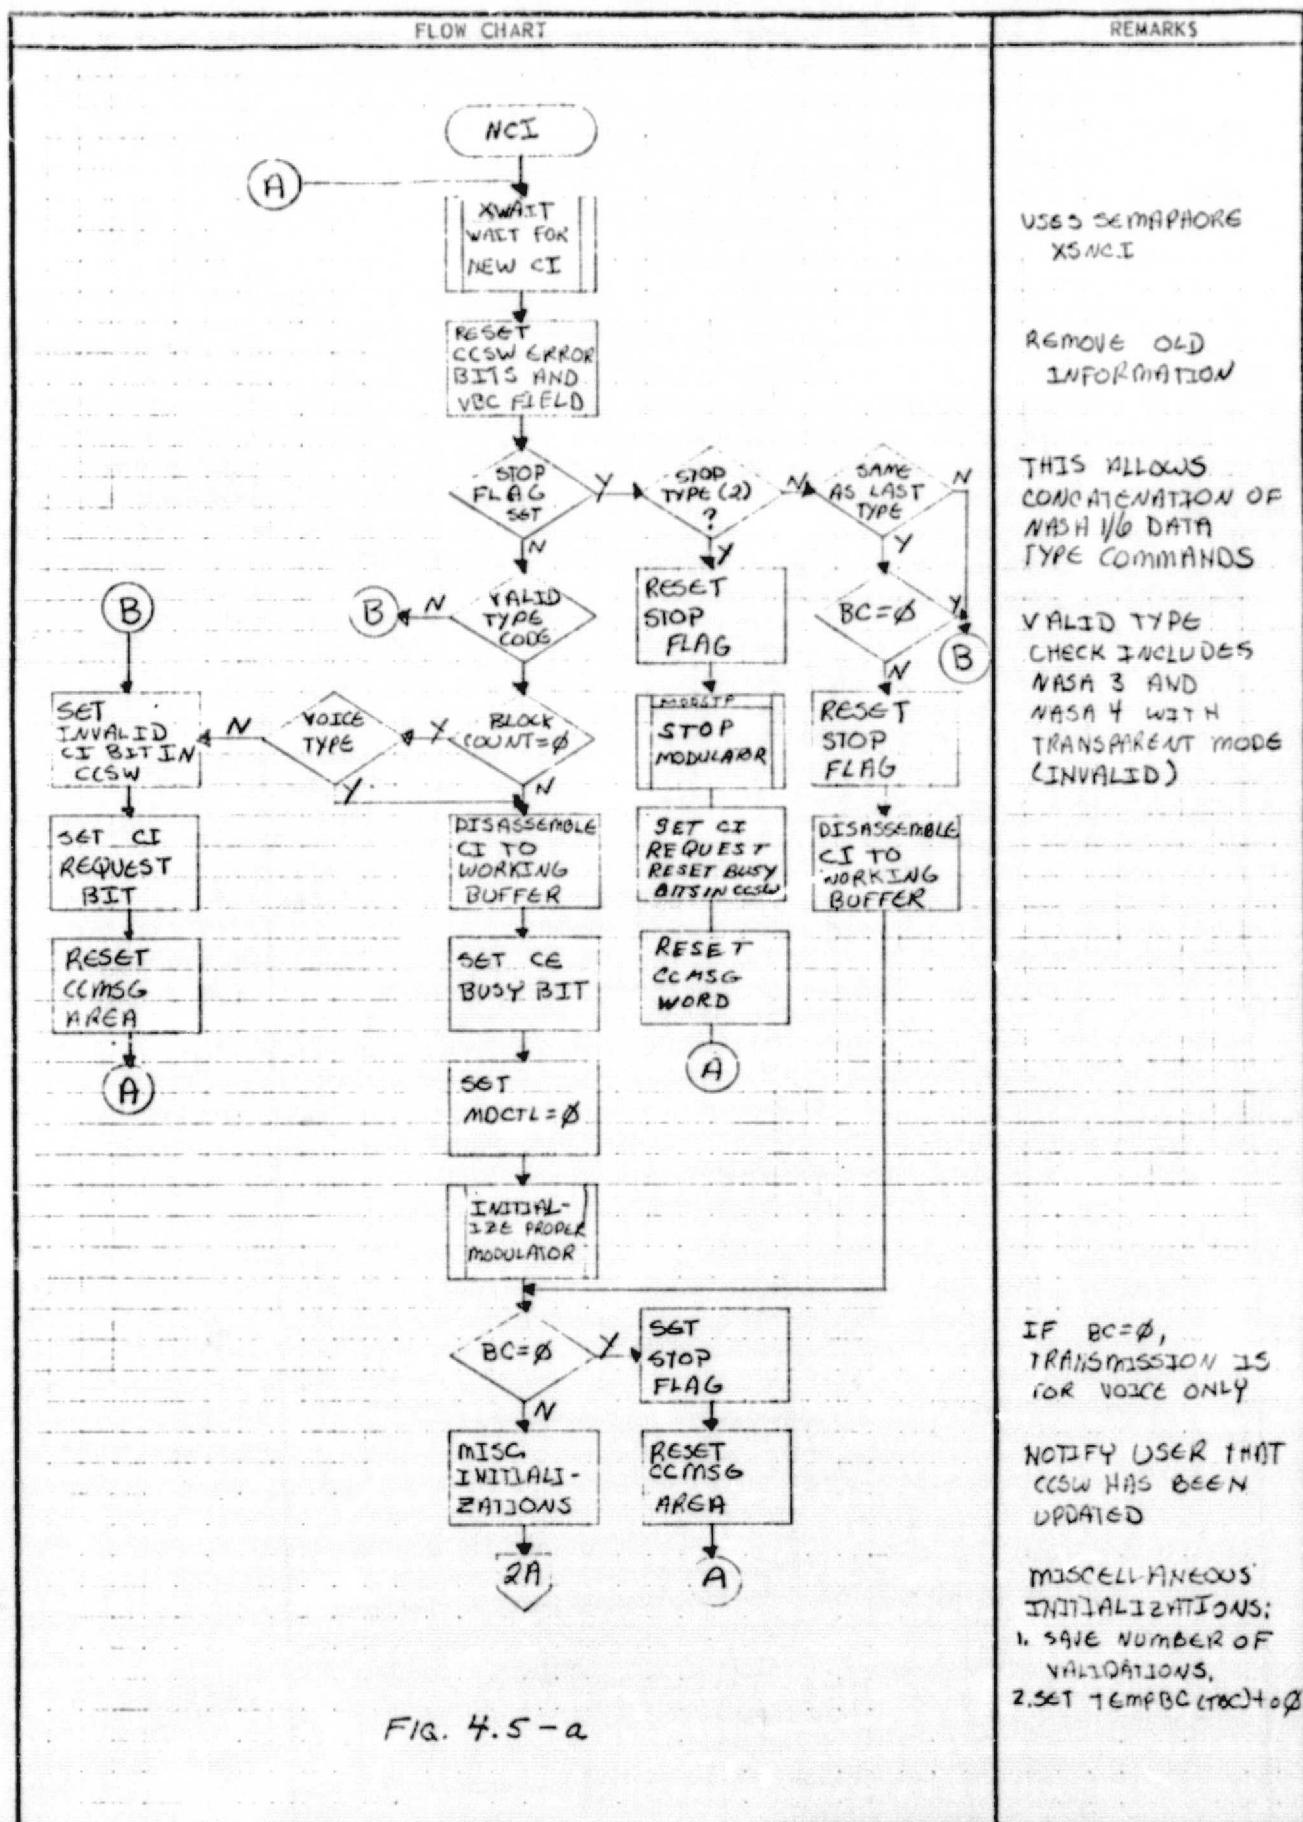 FLOW CHART
REMARKS
NCI
A
XWAIT
WAIT FOR
NEW CI
USES SEMAPHORE
XSNCI
RESET
CCSW ERROR
BITS AND
VBC FIELD
REMOVE OLD
INFORMATION
STOP
FLAG
SET
Y
N
STOP
TYPE (2)
?
N
Y
SAME
AS LAST
TYPE
N
Y
THIS ALLOWS
CONCATENATION OF
NASA 1/6 DATA
TYPE COMMANDS
B
B
N
VALID
TYPE
CODE
RESET
STOP
FLAG
BC=Ø
Y
N
B
VALID TYPE
CHECK INCLUDES
NASA 3 AND
NASA 4 WITH
TRANSPARENT MODE
(INVALID)
SET
INVALID
CI BIT IN
CCSW
N
VOICE
TYPE
Y
Y
BLOCK
COUNT=Ø
N
MODSTP
STOP
MODULATOR
RESET
STOP
FLAG
SET CI
REQUEST
BIT
DISASSEMBLE
CI TO
WORKING
BUFFER
SET CI
REQUEST
RESET BUSY
BITS IN CCSW
DISASSEMBLE
CI TO
WORKING
BUFFER
RESET
CCMSG
AREA
SET CE
BUSY BIT
RESET
CCMSG
WORD
A
SET
MDCTL=Ø
A
INITIAL-
IZE PROPER
MODULATOR
BC=Ø
Y
N
SET
STOP
FLAG
IF BC=Ø,
TRANSMISSION IS
FOR VOICE ONLY
MISC
INITIALI-
ZATIONS
RESET
CCMSG
AREA
NOTIFY USER THAT
CCSW HAS BEEN
UPDATED
2A
A
MISCELLANEOUS
INITIALIZATIONS:
1. SAVE NUMBER OF
VALIDATIONS.
2. SET TEMPBC (TBC) to Ø
FIG. 4.5-a